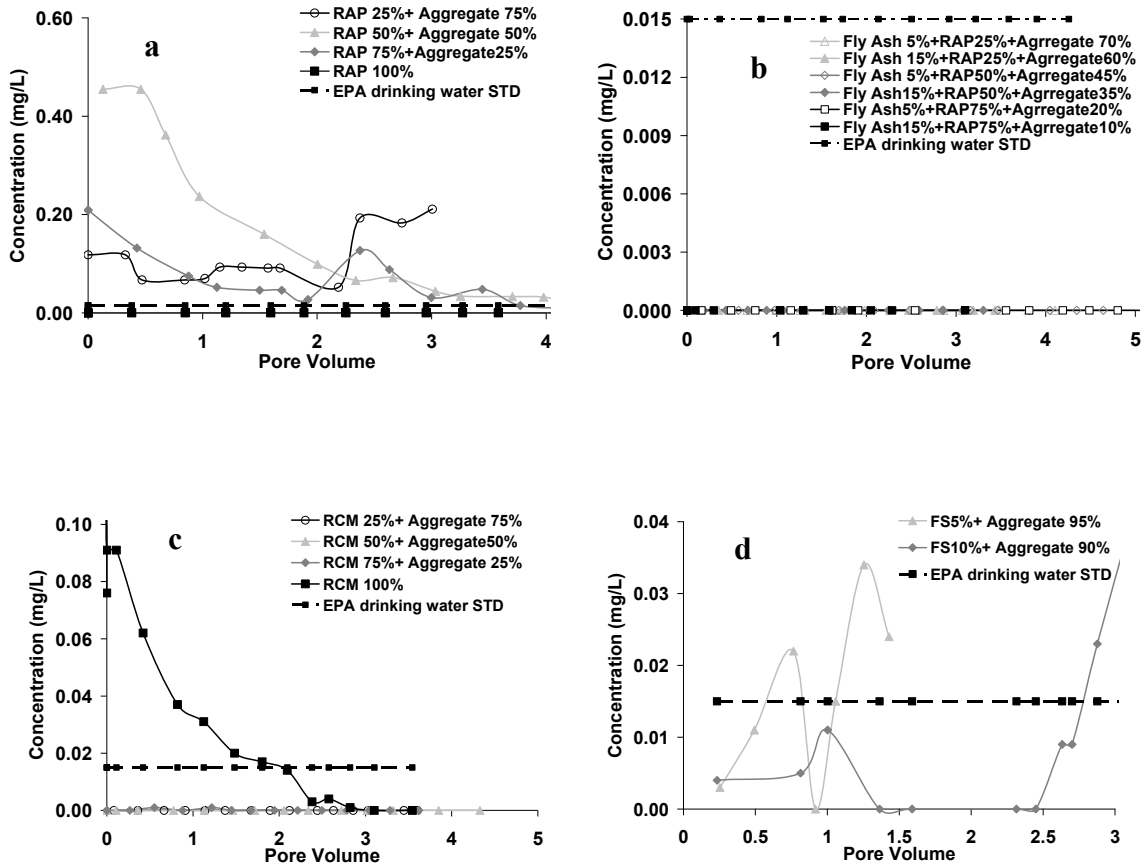 a
RAP 25%+ Aggregate 75%
RAP 50%+ Aggregate 50%
RAP 75%+Aggregate25%
RAP 100%
EPA drinking water STD
Concentration (mg/L)
0.60
0.40
0.20
0.00
0 1 2 3 4
Pore Volume
b
Fly Ash 5%+RAP25%+Agrregate 70%
Fly Ash 15%+RAP25%+Agrregate60%
Fly Ash 5%+RAP50%+Agrregate45%
Fly Ash15%+RAP50%+Agrregate35%
Fly Ash5%+RAP75%+Agrregate20%
Fly Ash15%+RAP75%+Agrregate10%
EPA drinking water STD
Concentration (mg/L)
0.015
0.012
0.009
0.006
0.003
0.000
0 1 2 3 4 5
Pore Volume
c
RCM 25%+ Aggregate 75%
RCM 50%+ Aggregate50%
RCM 75%+ Aggregate 25%
RCM 100%
EPA drinking water STD
Concentration (mg/L)
0.10
0.08
0.06
0.04
0.02
0.00
0 1 2 3 4 5
Pore Volume
d
FS5%+ Aggregate 95%
FS10%+ Aggregate 90%
EPA drinking water STD
Concentration (mg/L)
0.04
0.03
0.02
0.01
0.00
0 0.5 1 1.5 2 2.5 3
Pore Volume